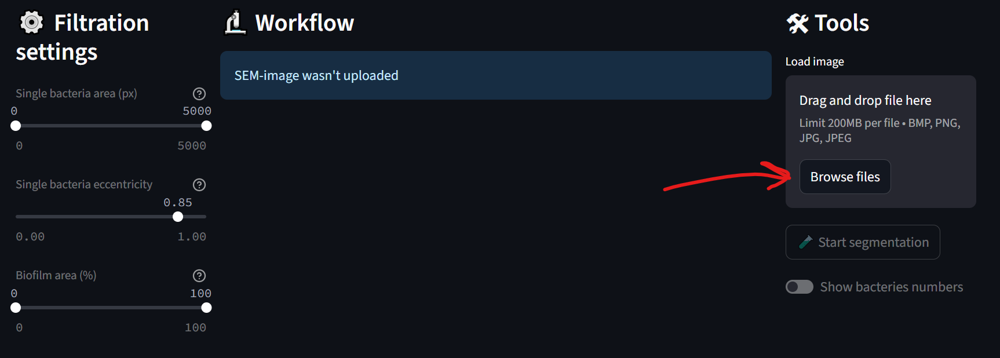 Filtration
settings
Single bacteria area (px)
0 5000
0 5000
Single bacteria eccentricity
0.85
0.00 1.00
Biofilm area (%)
0 100
0 100
Workflow
SEM-image wasn't uploaded
Tools
Load image
Drag and drop file here
Limit 200MB per file • BMP, PNG,
JPG, JPEG
Browse files
Start segmentation
Show bacteries numbers